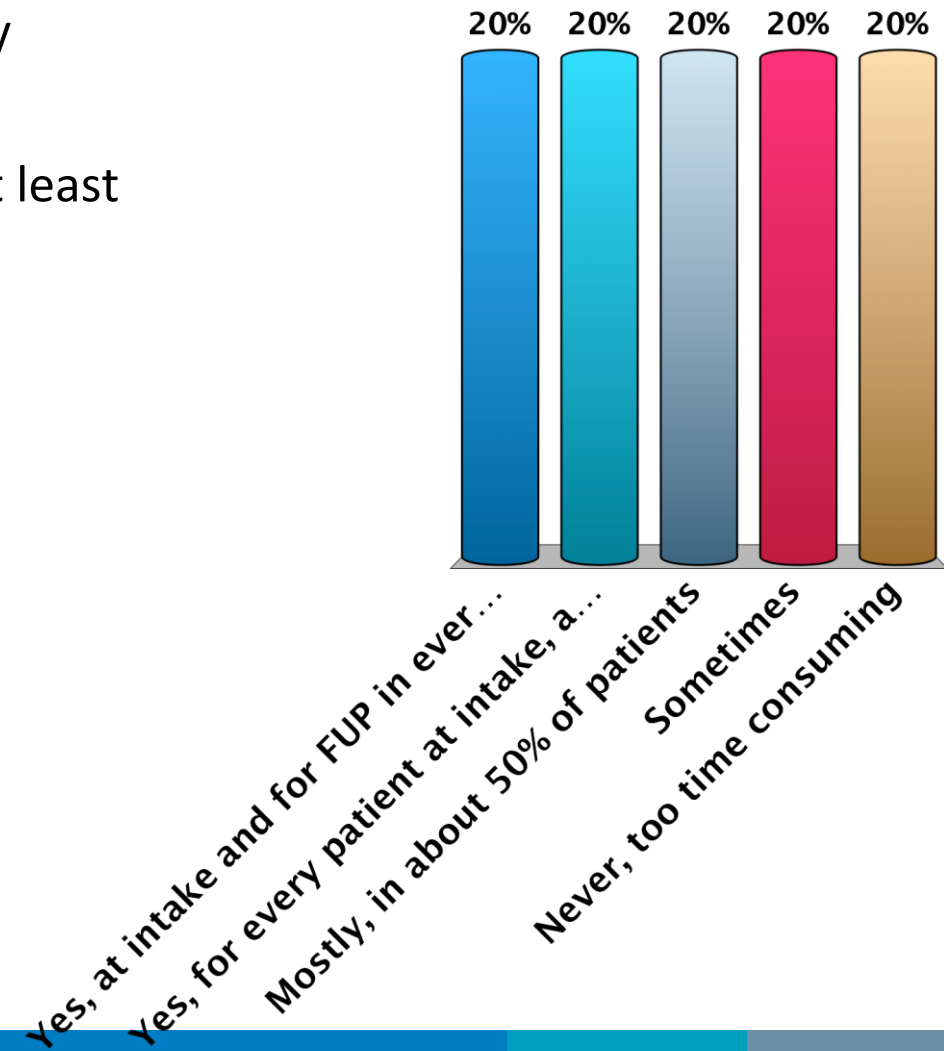 t least
20% 20% 20% 20% 20%
Yes, at intake and for FUP in ever...
Yes, for every patient at intake, a...
Mostly, in about 50% of patients
Sometimes
Never, too time consuming